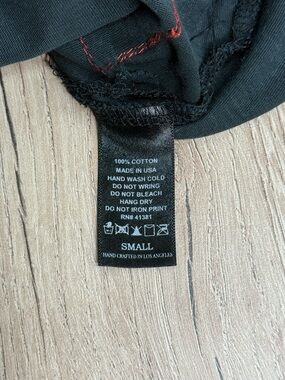 100% COTTON
MADE IN USA
HAND WASH COLD
DO NOT WRING
DO NOT BLEACH
HANG DRY
DO NOT IRON PRINT
RN# 41381
SMALL
HAND CRAFTED IN LOS ANGELES